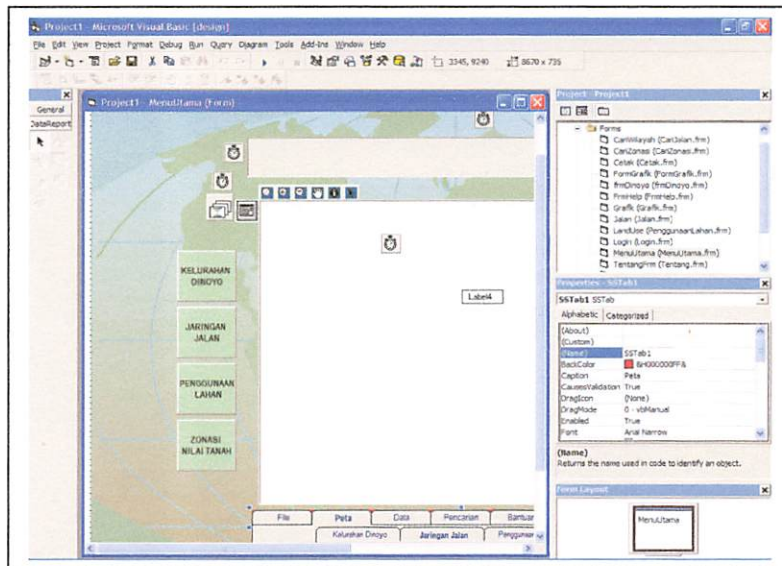 Project1 - Microsoft Visual Basic [design]
File Edit View Project Format Debug Run Query Diagram Tools Add-Ins Window Help
3345, 9240
8670 x 735
General
DataReport
Project1 - MenuUtama (Form)
KELURAHAN
DINOYO
JARINGAN
JALAN
PENGGUNAAN
LAHAN
ZONASI
NILAI TANAH
Label4
File
Peta
Data
Pencarian
Bantuan
Kelurahan Dinoyo
Jaringan Jalan
Project - Project1
Forms
CariWilayah (CariJalan.frm)
CariZonasi (CariZonasi.frm)
Cetak (Cetak.frm)
FormGrafik (FormGrafik.frm)
frmDinoyo (frmDinoyo.frm)
FrmHelp (FrmHelp.frm)
Grafik (Grafik.frm)
Jalan (Jalan.frm)
LandUse (PenggunaanLahan.frm)
Login (Login.frm)
MenuUtama (MenuUtama.frm)
TentangFrm (Tentang.frm)
Properties - SSTab1
SSTab1 SSTab
Alphabetic Categorized
(About)
(Custom)
(Name) SSTab1
BackColor &H000000FF&
Caption Peta
CausesValidation True
DragIcon (None)
DragMode 0 - vbManual
Enabled True
Font Arial Narrow
(Name)
Returns the name used in code to identify an object.
Form Layout
MenuUtama